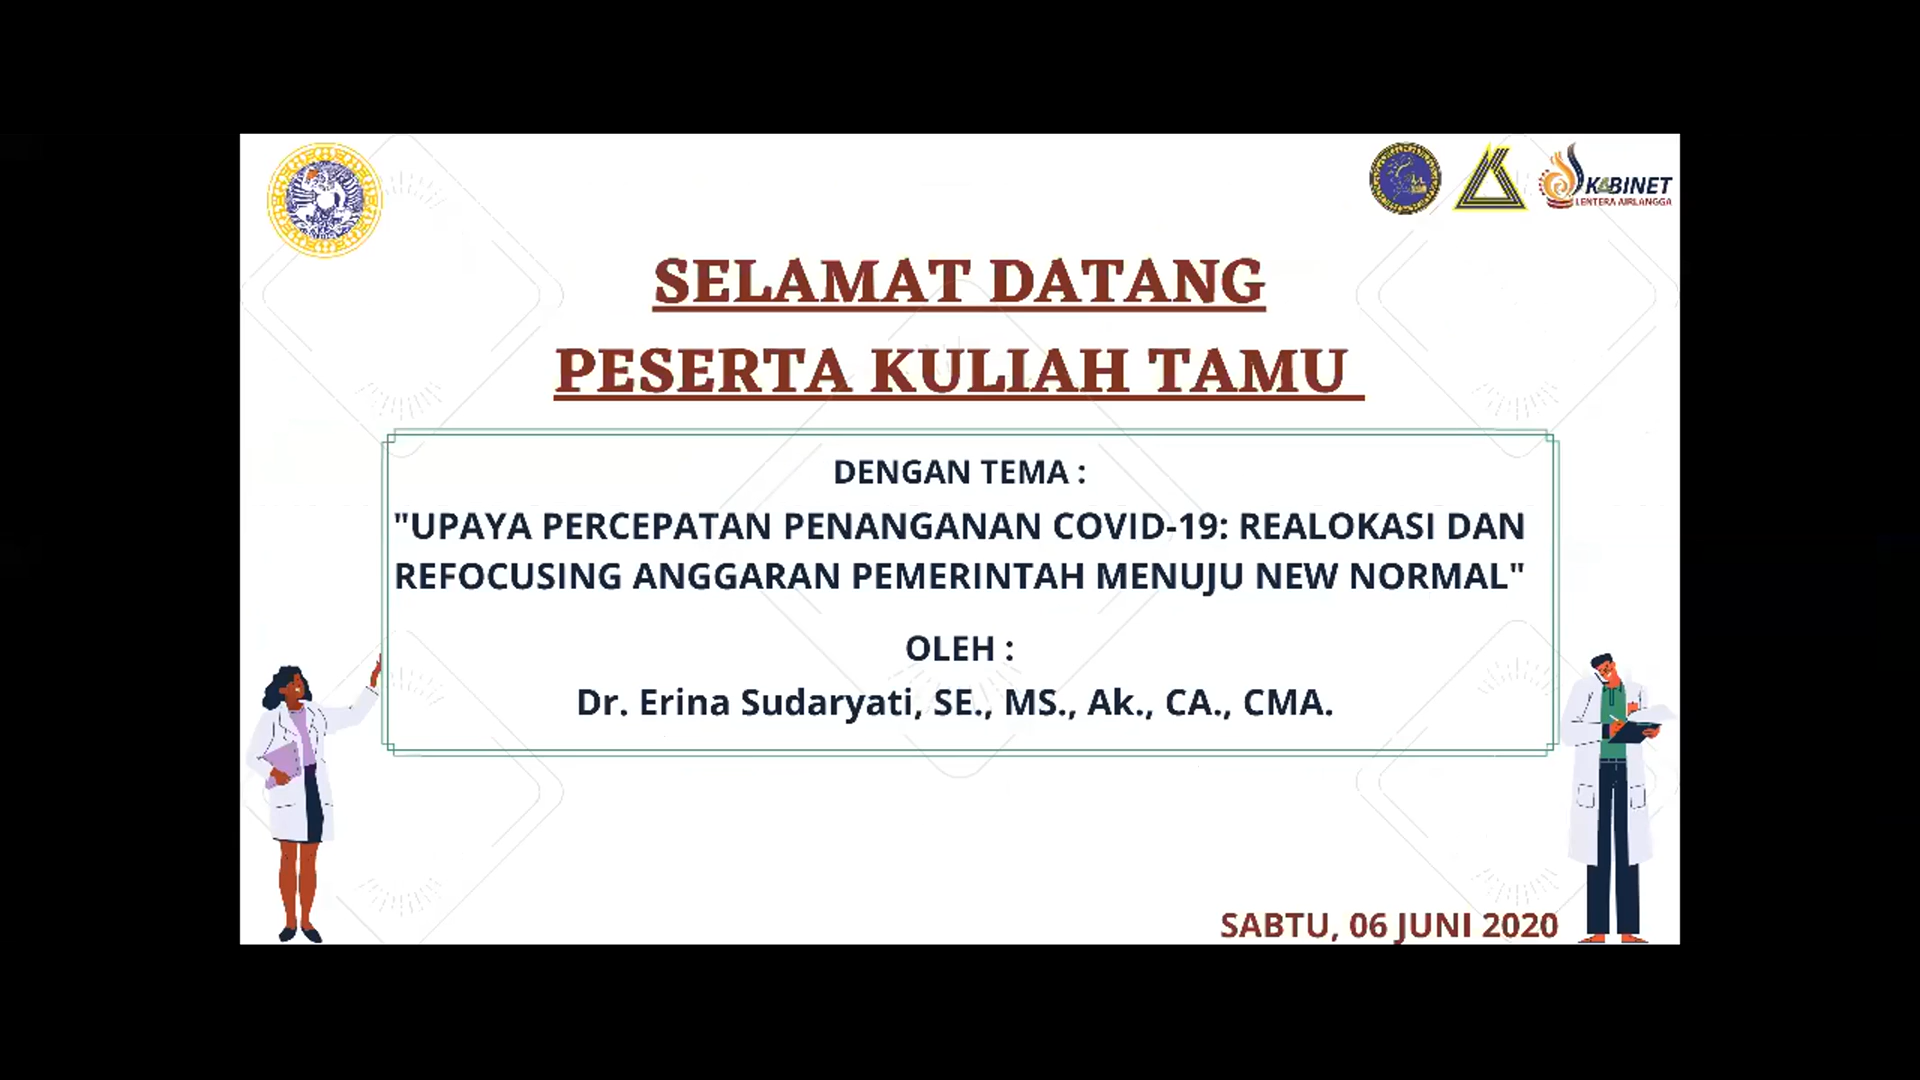 KABINET
LENTERA AIRLANGGA
SELAMAT DATANG
PESERTA KULIAH TAMU
DENGAN TEMA :
"UPAYA PERCEPATAN PENANGANAN COVID-19: REALOKASI DAN
REFOCUSING ANGGARAN PEMERINTAH MENUJU NEW NORMAL"
OLEH :
Dr. Erina Sudaryati, SE., MS., Ak., CA., CMA.
SABTU, 06 JUNI 2020